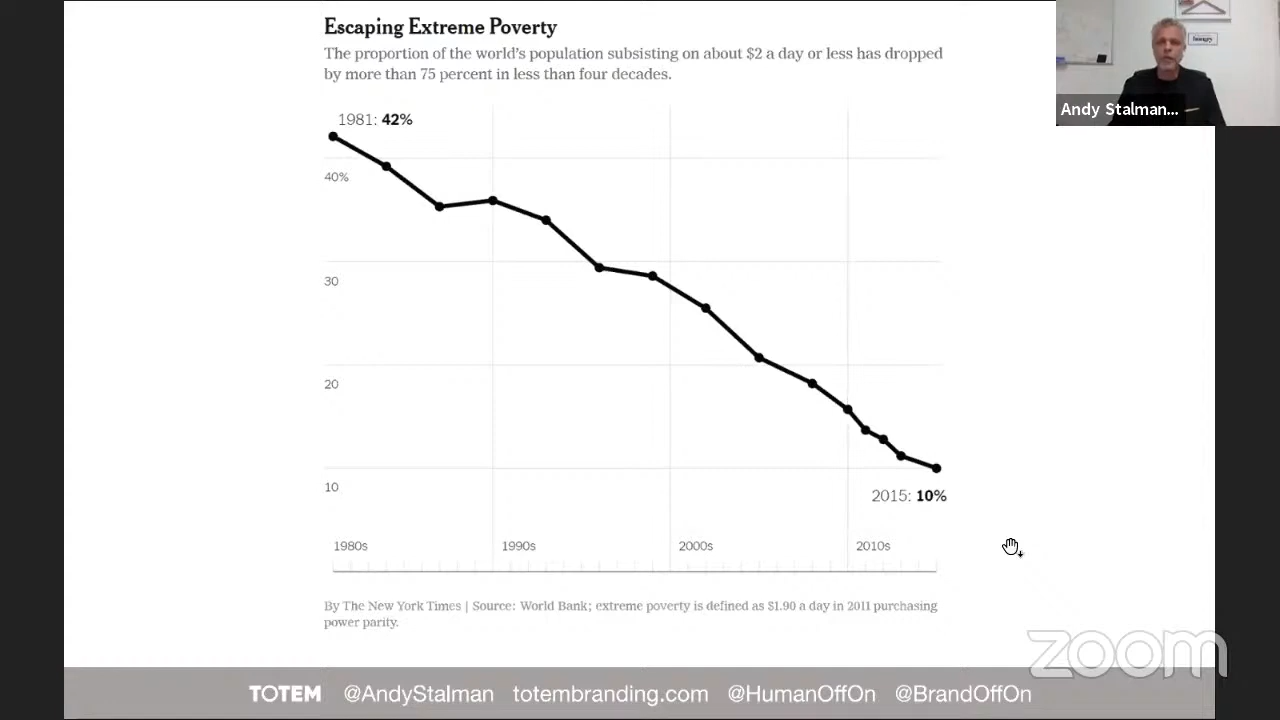 Escaping Extreme Poverty
The proportion of the world's population subsisting on about $2 a day or less has dropped
by more than 75 percent in less than four decades.
1981: 42%
40%
30
20
10
2015: 10%
1980s 1990s 2000s 2010s
By The New York Times | Source: World Bank; extreme poverty is defined as $1.90 a day in 2011 purchasing
power parity.
hungry
Andy Stalman...
zoom
TOTEM @AndyStalman totembranding.com @HumanOffOn @BrandOffOn